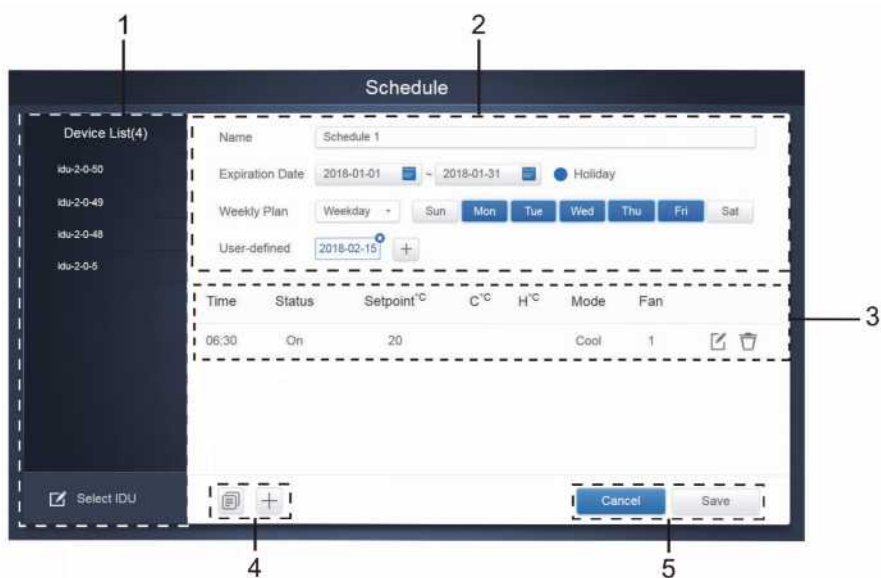 1
2
Schedule
Device List(4)
idu-2-0-50
idu-2-0-49
idu-2-0-48
idu-2-0-5
Select IDU
Name Schedule 1
Expiration Date 2018-01-01 ~ 2018-01-31 Holiday
Weekly Plan Weekday Sun Mon Tue Wed Thu Fri Sat
User-defined 2018-02-15 +
Time Status Setpoint°C C°C H°C Mode Fan
06:30 On 20 Cool 1
3
+
Cancel Save
4
5